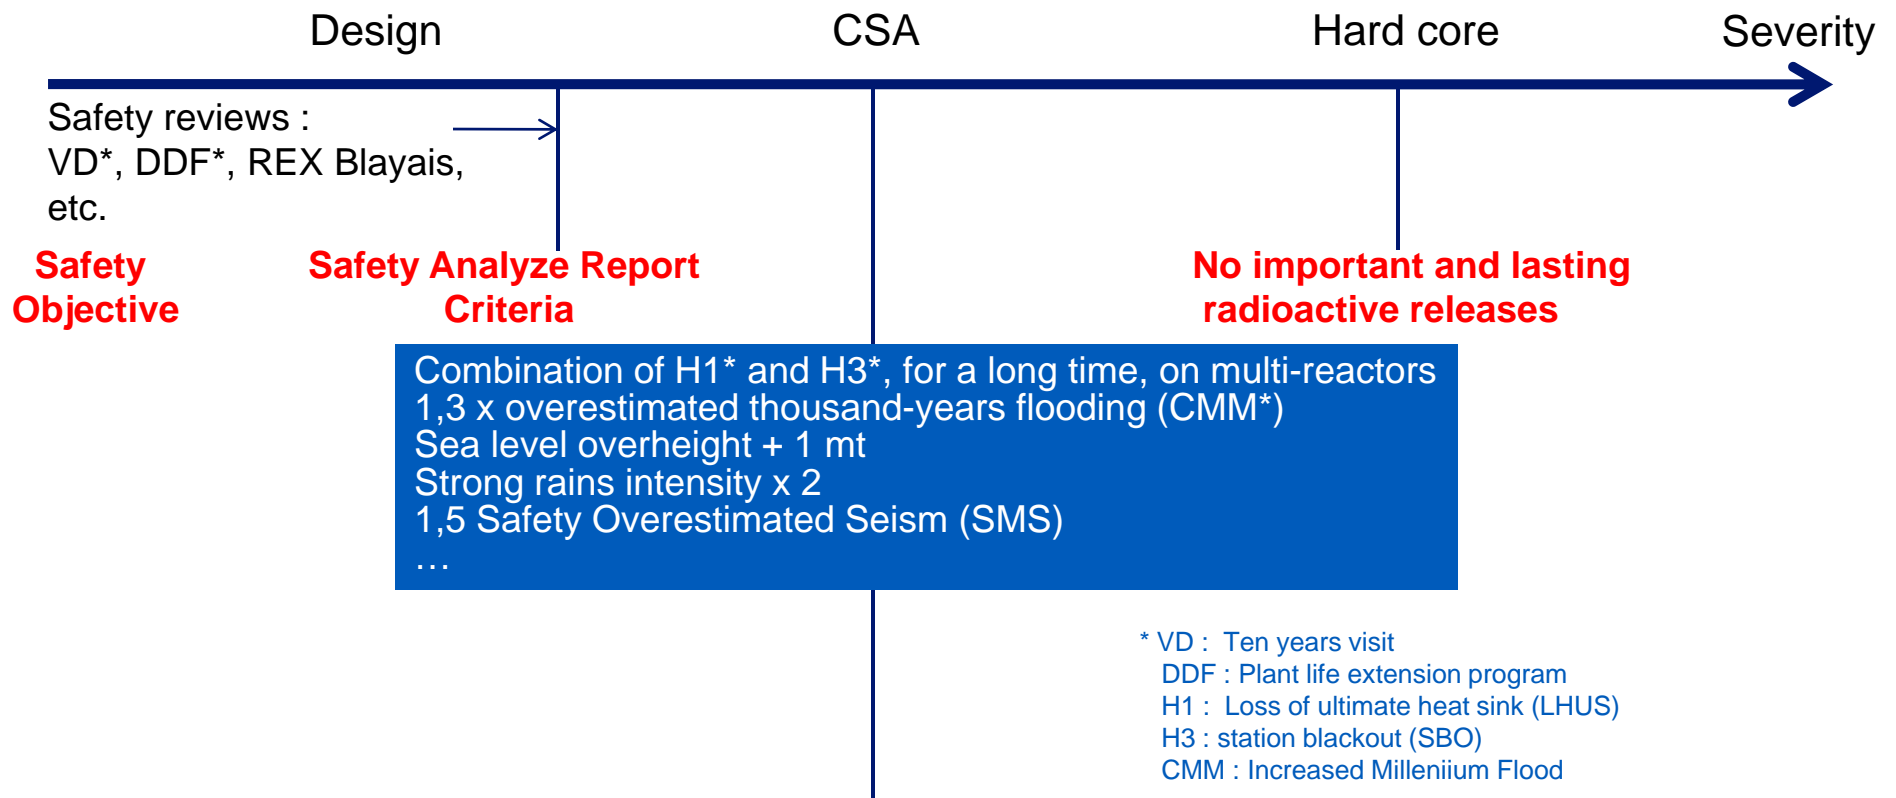 Design
CSA
Hard core
Severity
Safety reviews :
VD*, DDF*, REX Blayais,
etc.
Safety
Objective
Safety Analyze Report
Criteria
No important and lasting
radioactive releases
Combination of H1* and H3*, for a long time, on multi-reactors
1,3 x overestimated thousand-years flooding (CMM*)
Sea level overheight + 1 mt
Strong rains intensity x 2
1,5 Safety Overestimated Seism (SMS)
…
* VD : Ten years visit
DDF : Plant life extension program
H1 : Loss of ultimate heat sink (LHUS)
H3 : station blackout (SBO)
CMM : Increased Milleniium Flood